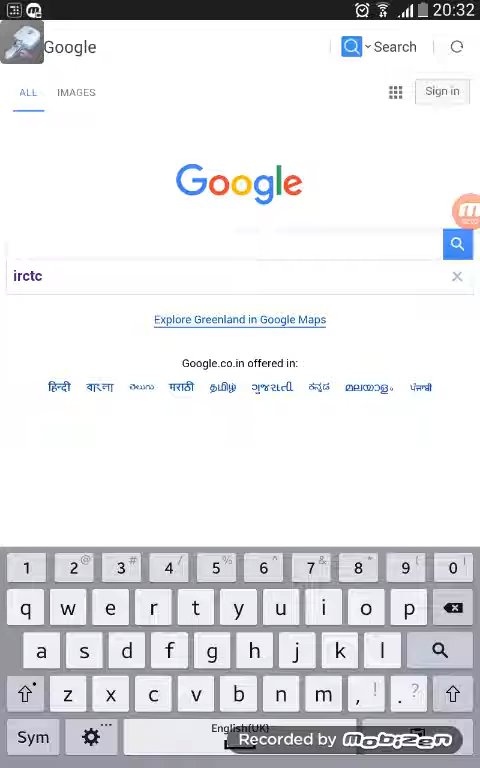 20:32
Google
Search
ALL IMAGES
Sign in
Google
irctc
Explore Greenland in Google Maps
Google.co.in offered in:
हिन्दी বাংলা తెలుగు मराठी தமிழ் ગુજરાતી ಕನ್ನಡ മലയാളം ਪੰਜਾਬੀ
1 2 @ 3 # 4 / 5 % 6 ^ 7 & 8 * 9 ( 0 )
q w e r t y u i o p
a s d f g h j k l
z x c v b n m , ! . ?
Sym English(UK)
Recorded by mobizen